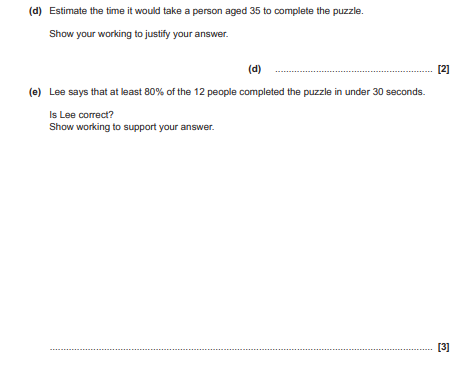 (d) Estimate the time it would take a person aged 35 to complete the puzzle.
Show your working to justify your answer.
(d) .............................................................. [2]
(e) Lee says that at least 80% of the 12 people completed the puzzle in under 30 seconds.
Is Lee correct?
Show working to support your answer.
.............................................................................................................................. [3]